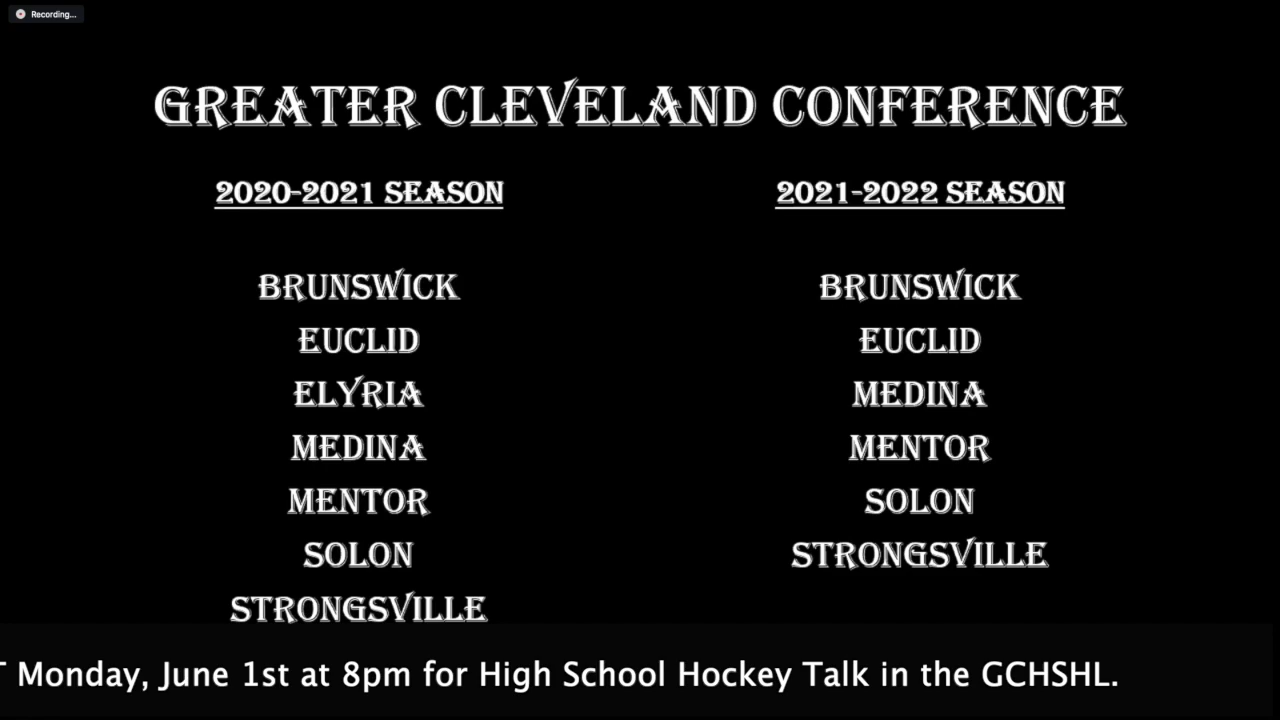 Recording...
GREATER CLEVELAND CONFERENCE
2020-2021 SEASON
BRUNSWICK
EUCLID
ELYRIA
MEDINA
MENTOR
SOLON
STRONGSVILLE
2021-2022 SEASON
BRUNSWICK
EUCLID
MEDINA
MENTOR
SOLON
STRONGSVILLE
Monday, June 1st at 8pm for High School Hockey Talk in the GCHSHL.